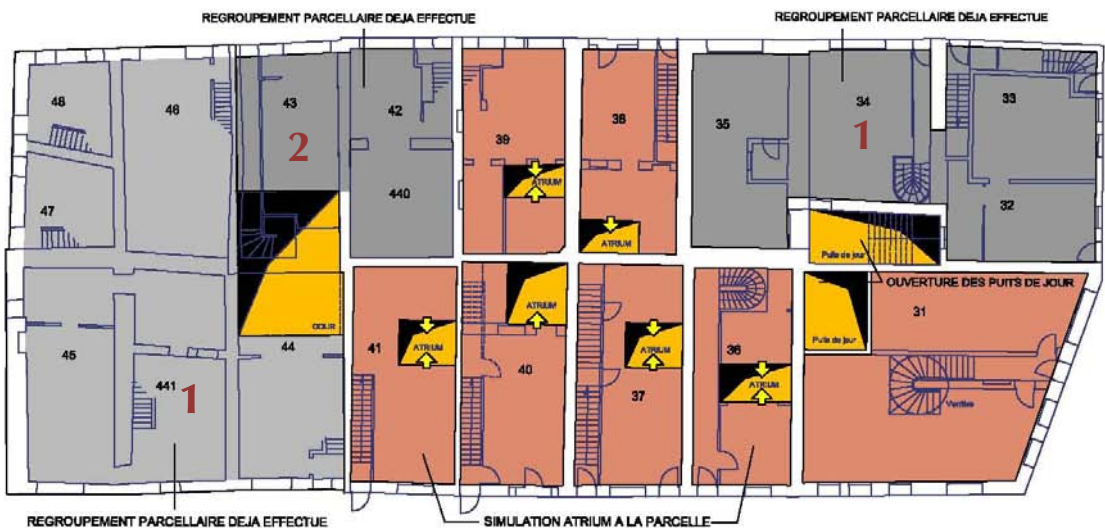 REGROUPEMENT PARCELLAIRE DEJA EFFECTUE
REGROUPEMENT PARCELLAIRE DEJA EFFECTUE
48
46
43
42
39
38
35
34
1
33
2
440
ATRIUM
47
32
ATRIUM
Puits de jour
OUVERTURE DES PUITS DE JOUR
COUR
ATRIUM
31
45
44
41
ATRIUM
40
ATRIUM
36
Puits de jour
441
1
37
ATRIUM
SIMULATION ATRIUM A LA PARCELLE
REGROUPEMENT PARCELLAIRE DEJA EFFECTUE